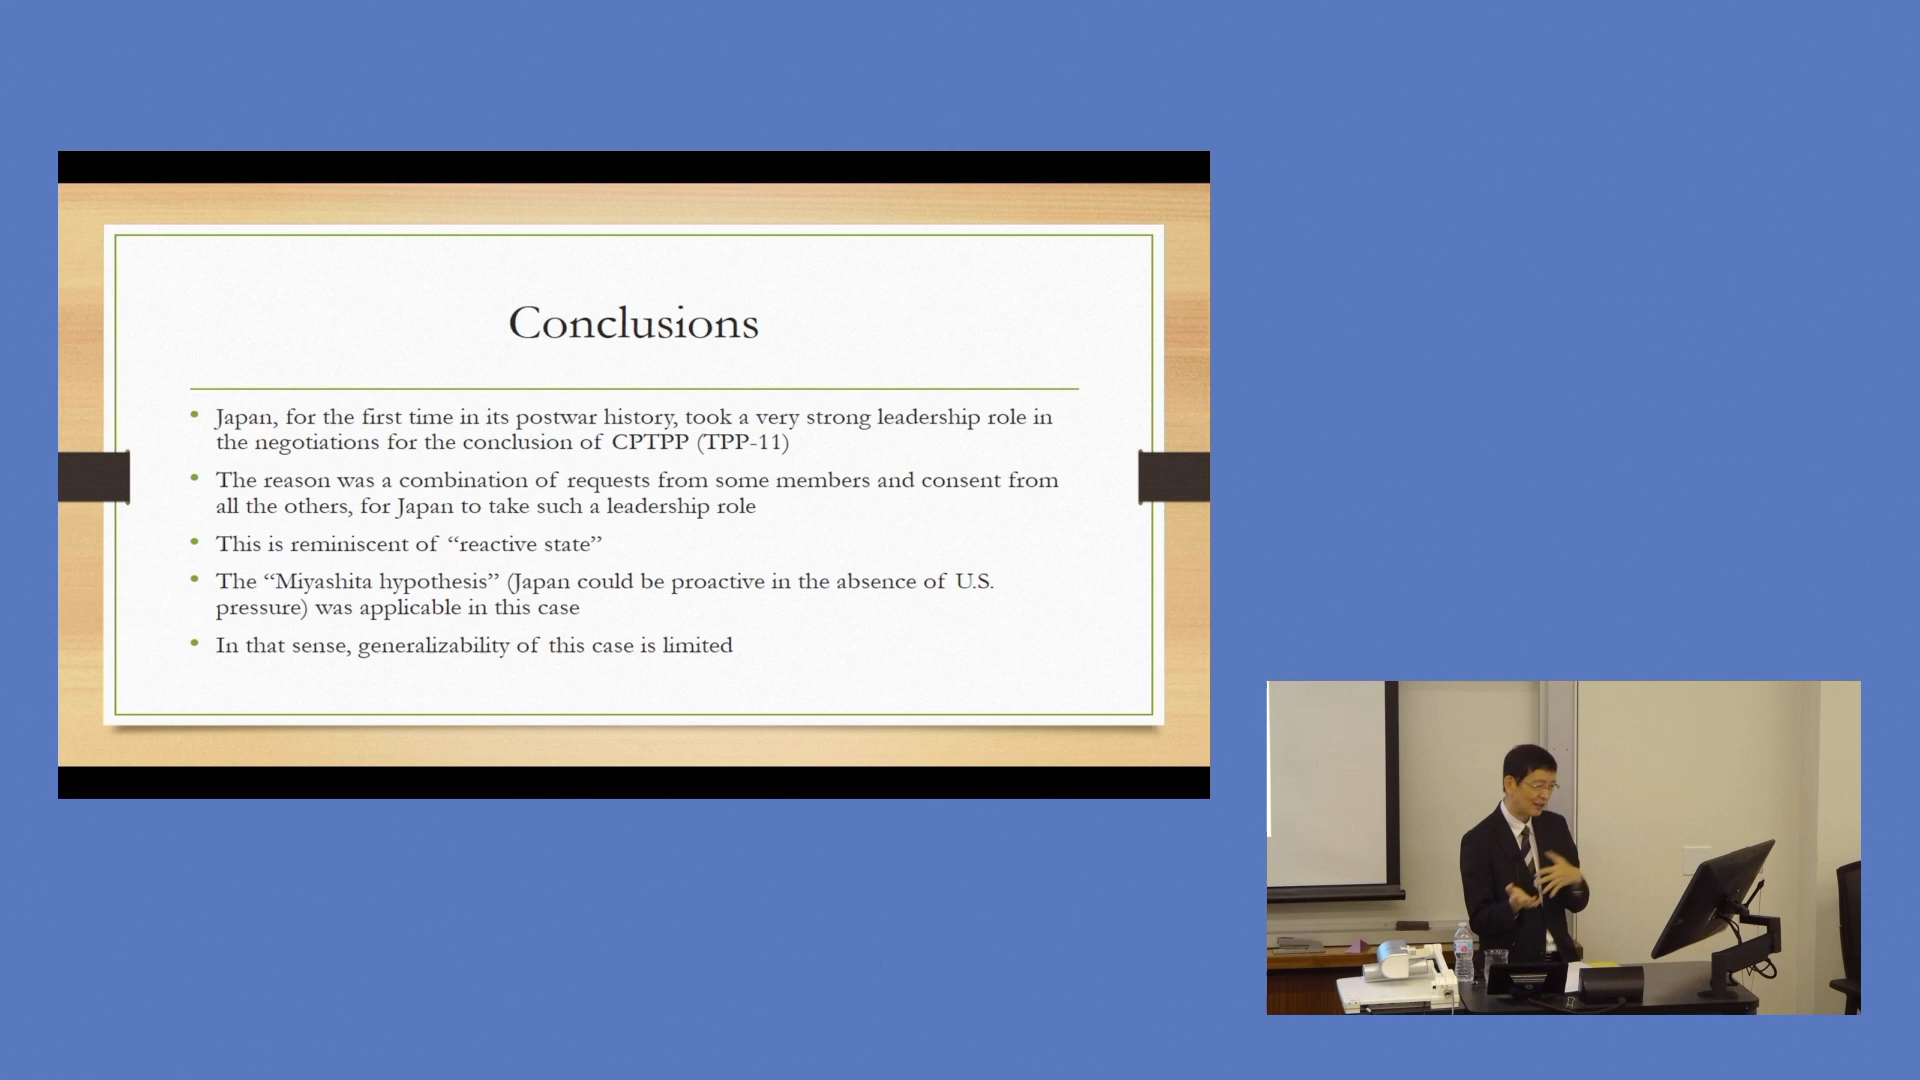 Conclusions
Japan, for the first time in its postwar history, took a very strong leadership role in
the negotiations for the conclusion of CPTPP (TPP-11)
The reason was a combination of requests from some members and consent from
all the others, for Japan to take such a leadership role
This is reminiscent of “reactive state”
The “Miyashita hypothesis” (Japan could be proactive in the absence of U.S.
pressure) was applicable in this case
In that sense, generalizability of this case is limited